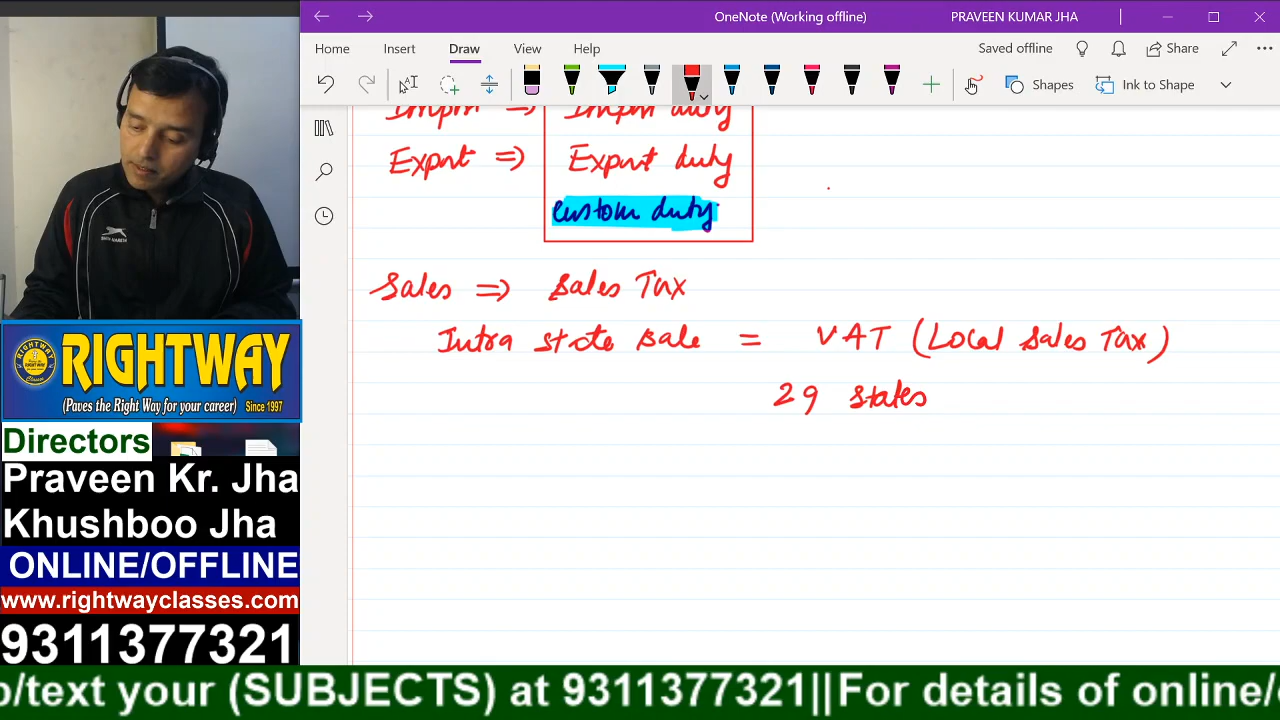 OneNote (Working offline)
PRAVEEN KUMAR JHA
Home Insert Draw View Help
Saved offline
Share
Shapes
Ink to Shape
Import => Import duty
Export => Export duty
custom duty
Sales => Sales Tax
Intra state sale = VAT (Local Sales Tax)
29 states
RIGHTWAY
(Paves the Right Way for your career) Since 1997
Directors
Praveen Kr. Jha
Khushboo Jha
ONLINE/OFFLINE
www.rightwayclasses.com
9311377321
o/text your (SUBJECTS) at 9311377321||For details of online/